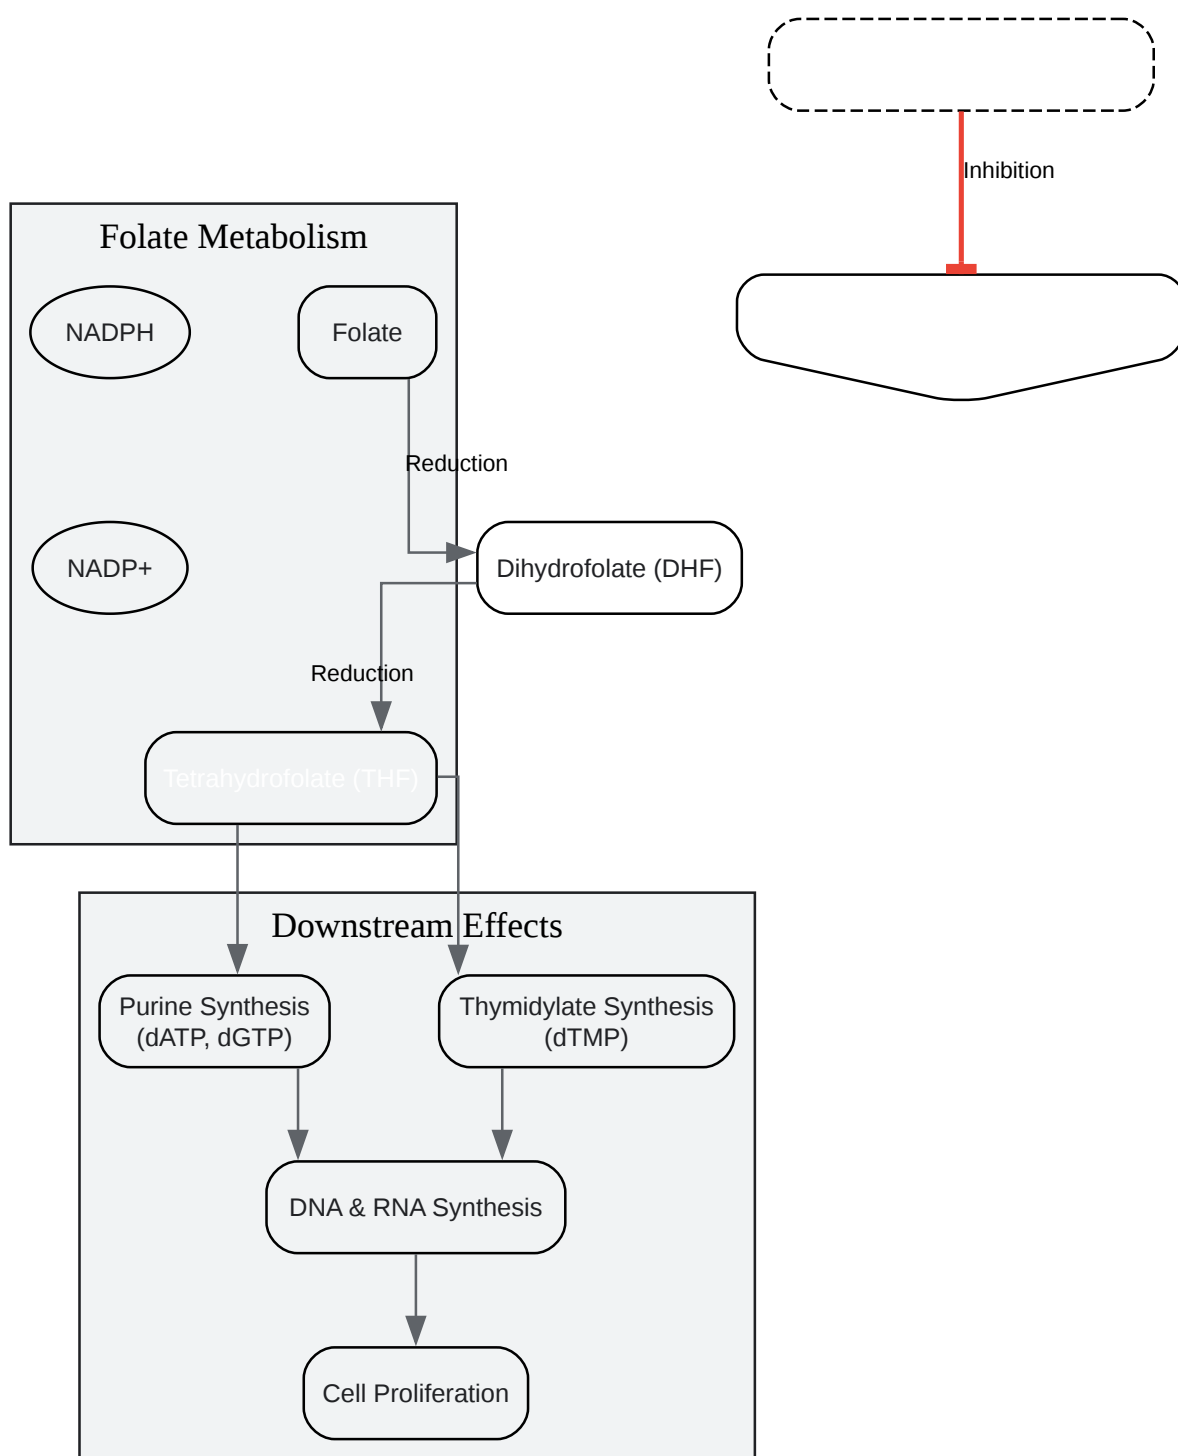 Inhibition
Folate Metabolism
NADPH
Folate
Reduction
NADP+
Dihydrofolate (DHF)
Reduction
Tetrahydrofolate (THF)
Downstream Effects
Purine Synthesis
(dATP, dGTP)
Thymidylate Synthesis
(dTMP)
DNA & RNA Synthesis
Cell Proliferation